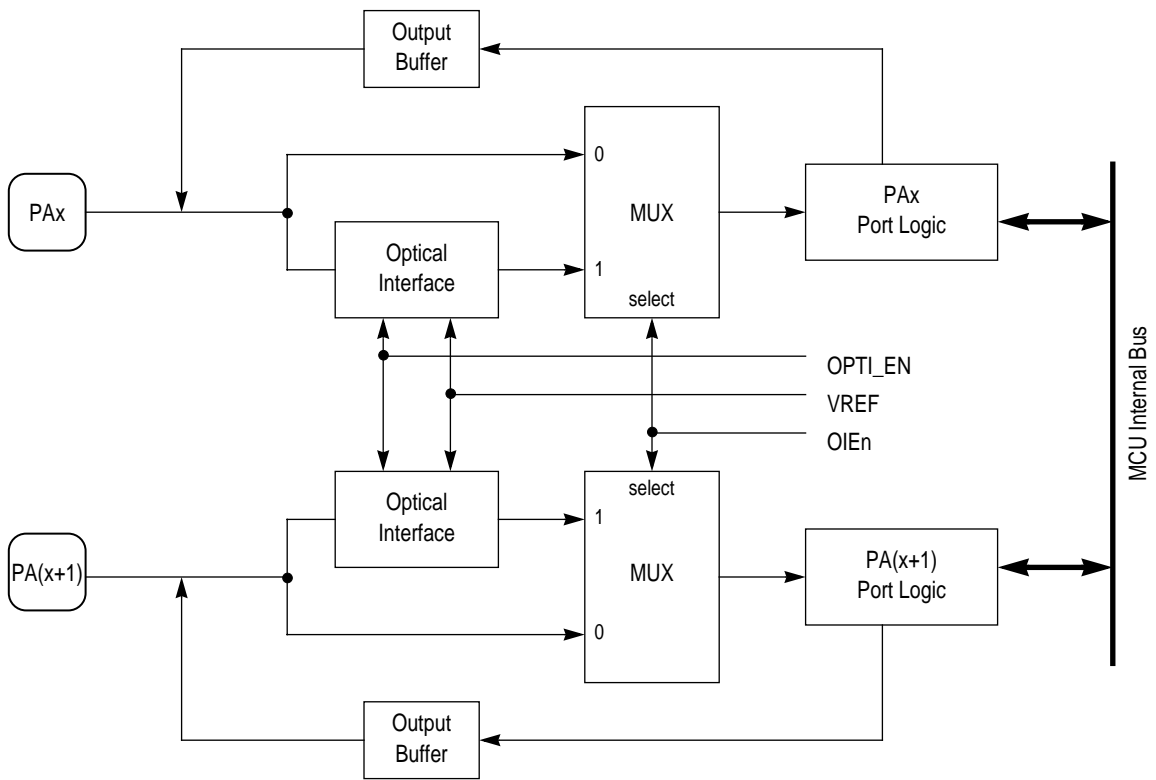 Output
Buffer
0
PAx
MUX
PAx
Port Logic
Optical
Interface
1
select
OPTI_EN
VREF
OIEn
MCU Internal Bus
Optical
Interface
select
1
PA(x+1)
MUX
PA(x+1)
Port Logic
0
Output
Buffer